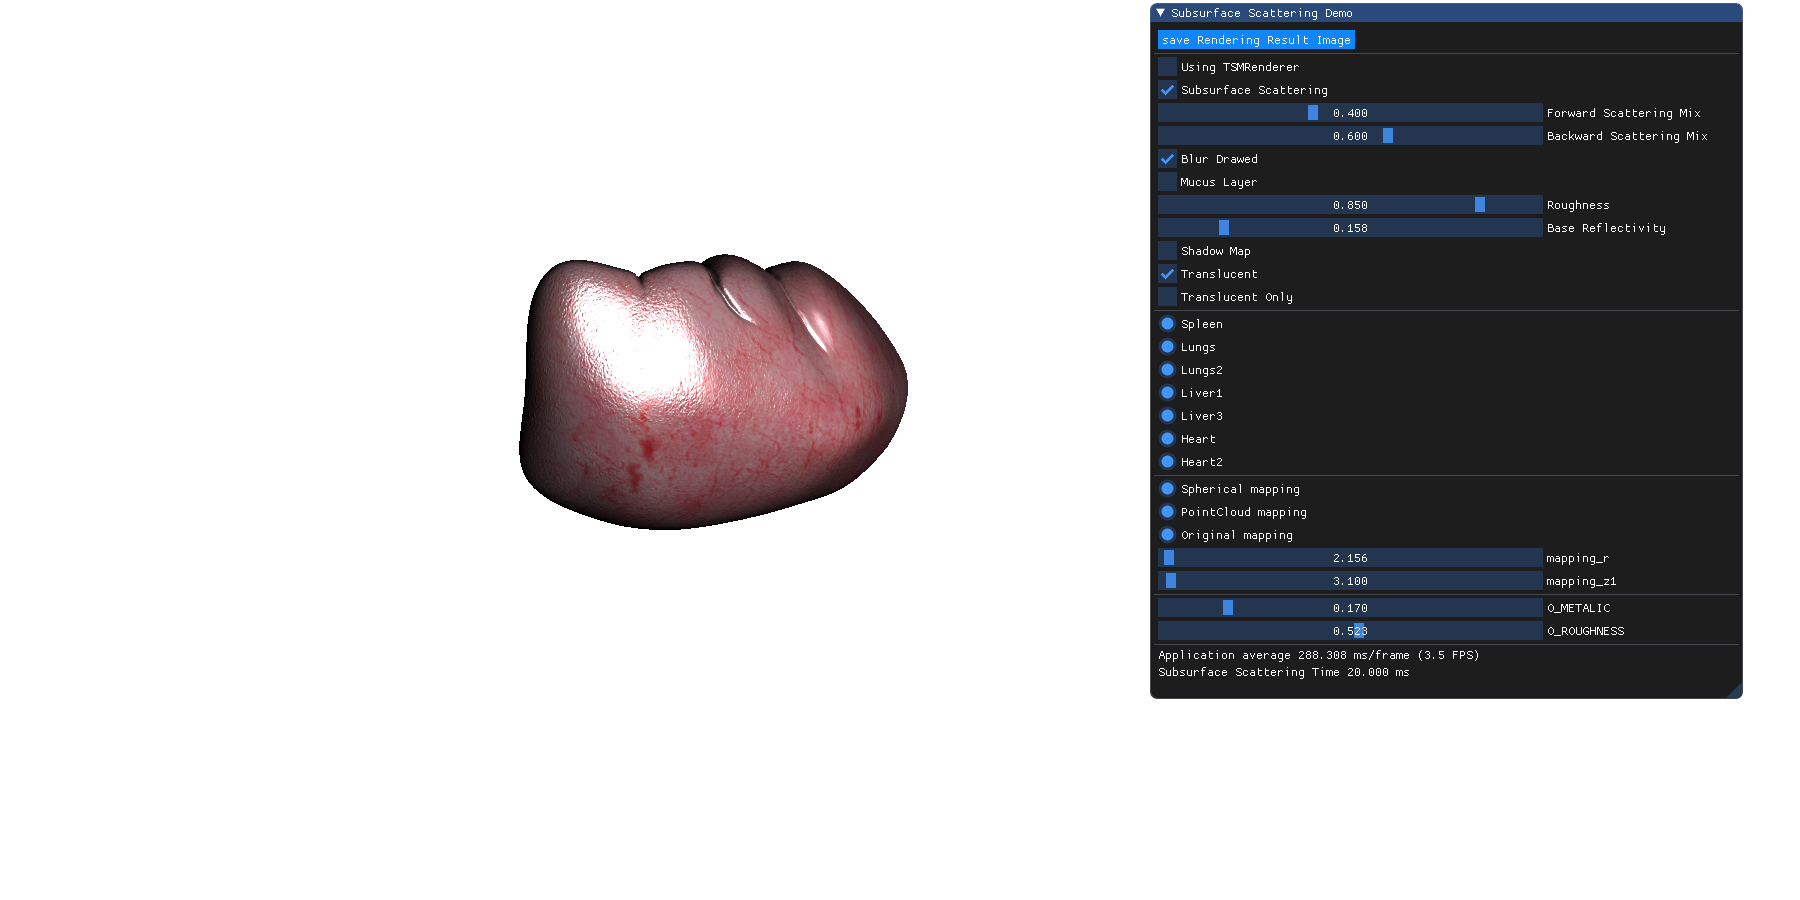 Subsurface Scattering Demo
save Rendering Result Image
Using TSMRenderer
Subsurface Scattering
0.400 Forward Scattering Mix
0.600 Backward Scattering Mix
Blur Drawed
Mucus Layer
0.850 Roughness
0.158 Base Reflectivity
Shadow Map
Translucent
Translucent Only
Spleen
Lungs
Lungs2
Liver1
Liver3
Heart
Heart2
Spherical mapping
PointCloud mapping
Original mapping
2.156 mapping_r
3.100 mapping_z1
0.170 O_METALIC
0.523 O_ROUGHNESS
Application average 288.308 ms/frame (3.5 FPS)
Subsurface Scattering Time 20.000 ms